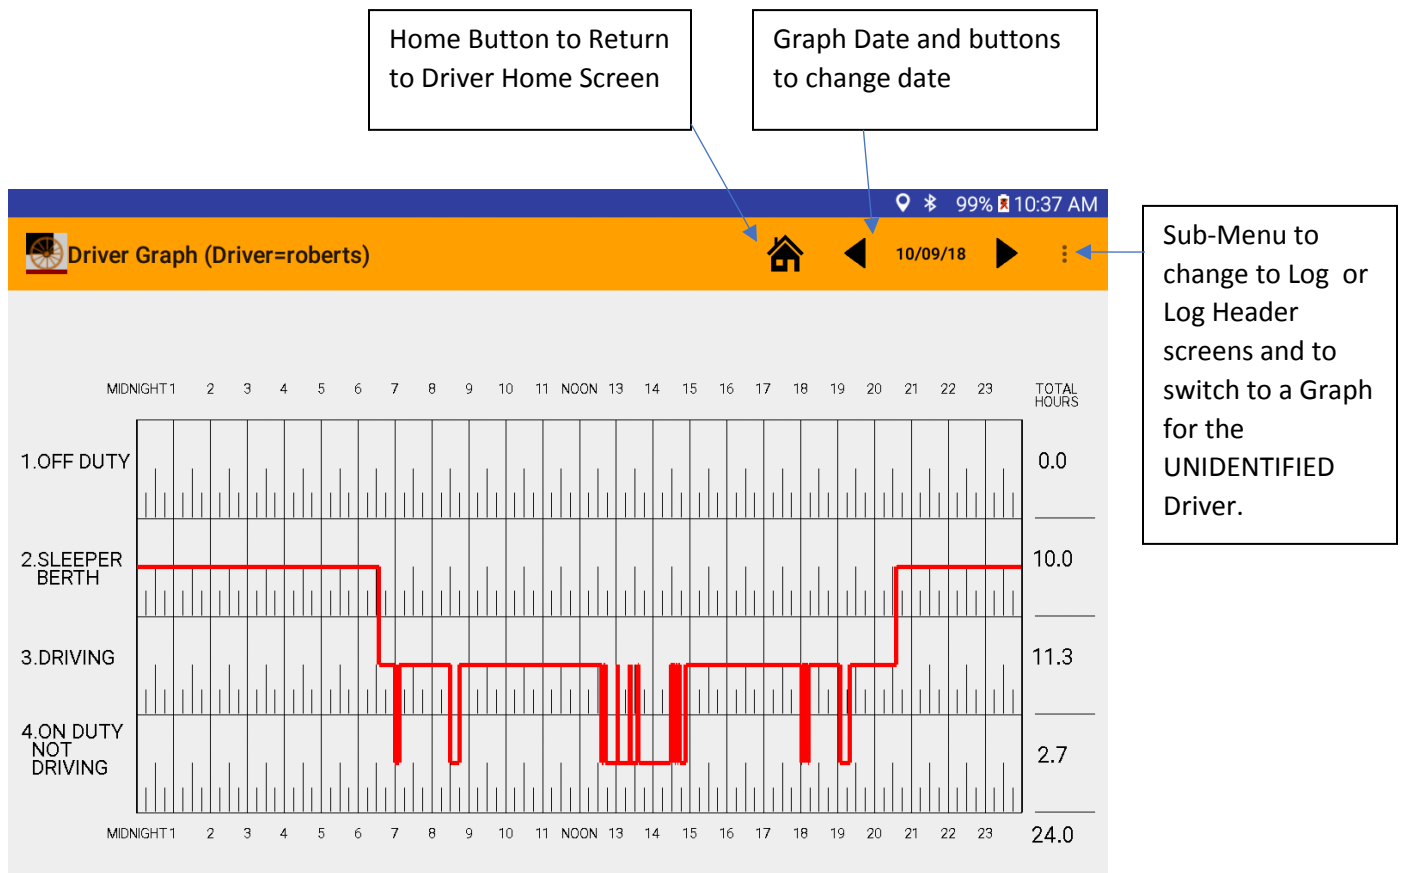 Home Button to Return
to Driver Home Screen
Graph Date and buttons
to change date
99% 10:37 AM
Driver Graph (Driver=roberts)
10/09/18
Sub-Menu to
change to Log or
Log Header
screens and to
switch to a Graph
for the
UNIDENTIFIED
Driver.
MIDNIGHT 1 2 3 4 5 6 7 8 9 10 11 NOON 13 14 15 16 17 18 19 20 21 22 23 TOTAL
HOURS
1.OFF DUTY 0.0
2.SLEEPER 10.0
BERTH
3.DRIVING 11.3
4.ON DUTY
NOT 2.7
DRIVING
MIDNIGHT 1 2 3 4 5 6 7 8 9 10 11 NOON 13 14 15 16 17 18 19 20 21 22 23 24.0